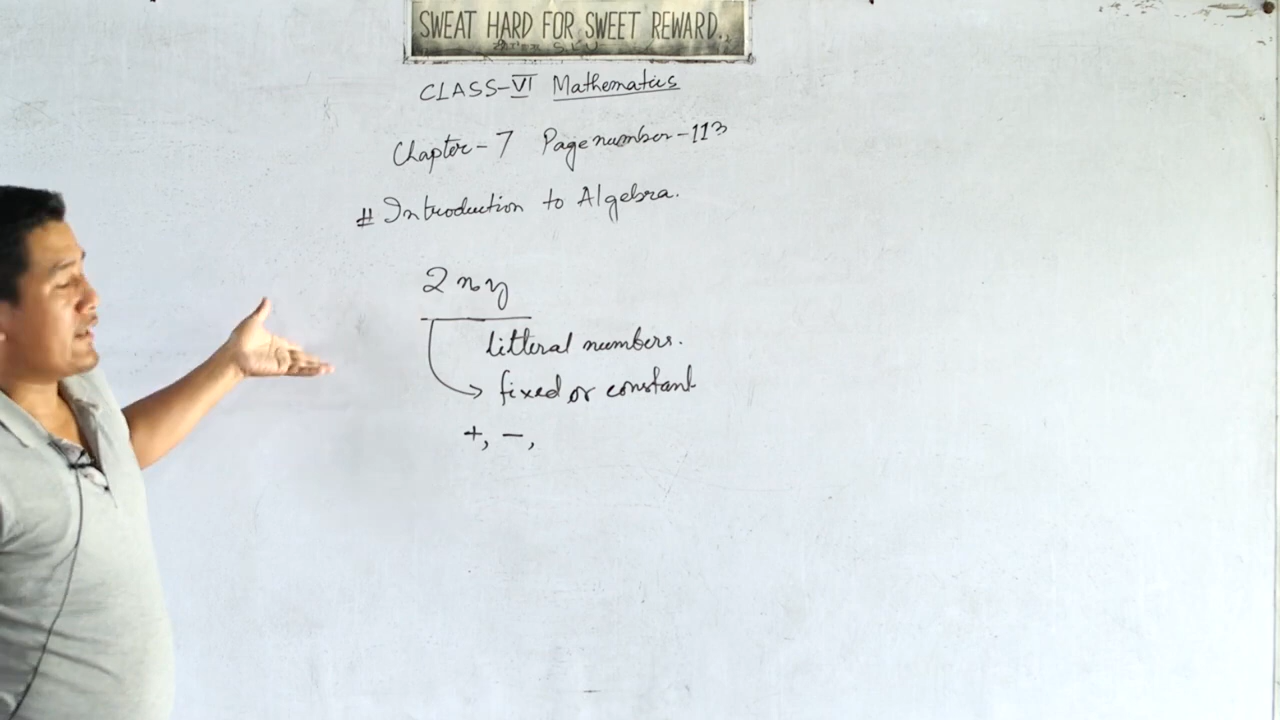 SWEAT HARD FOR SWEET REWARD.,
S.K.U
CLASS-VI Mathematics
Chapter-7 Page number-113
# Introduction to Algebra.
2xy
litteral numbers.
fixed or constant
+, -,